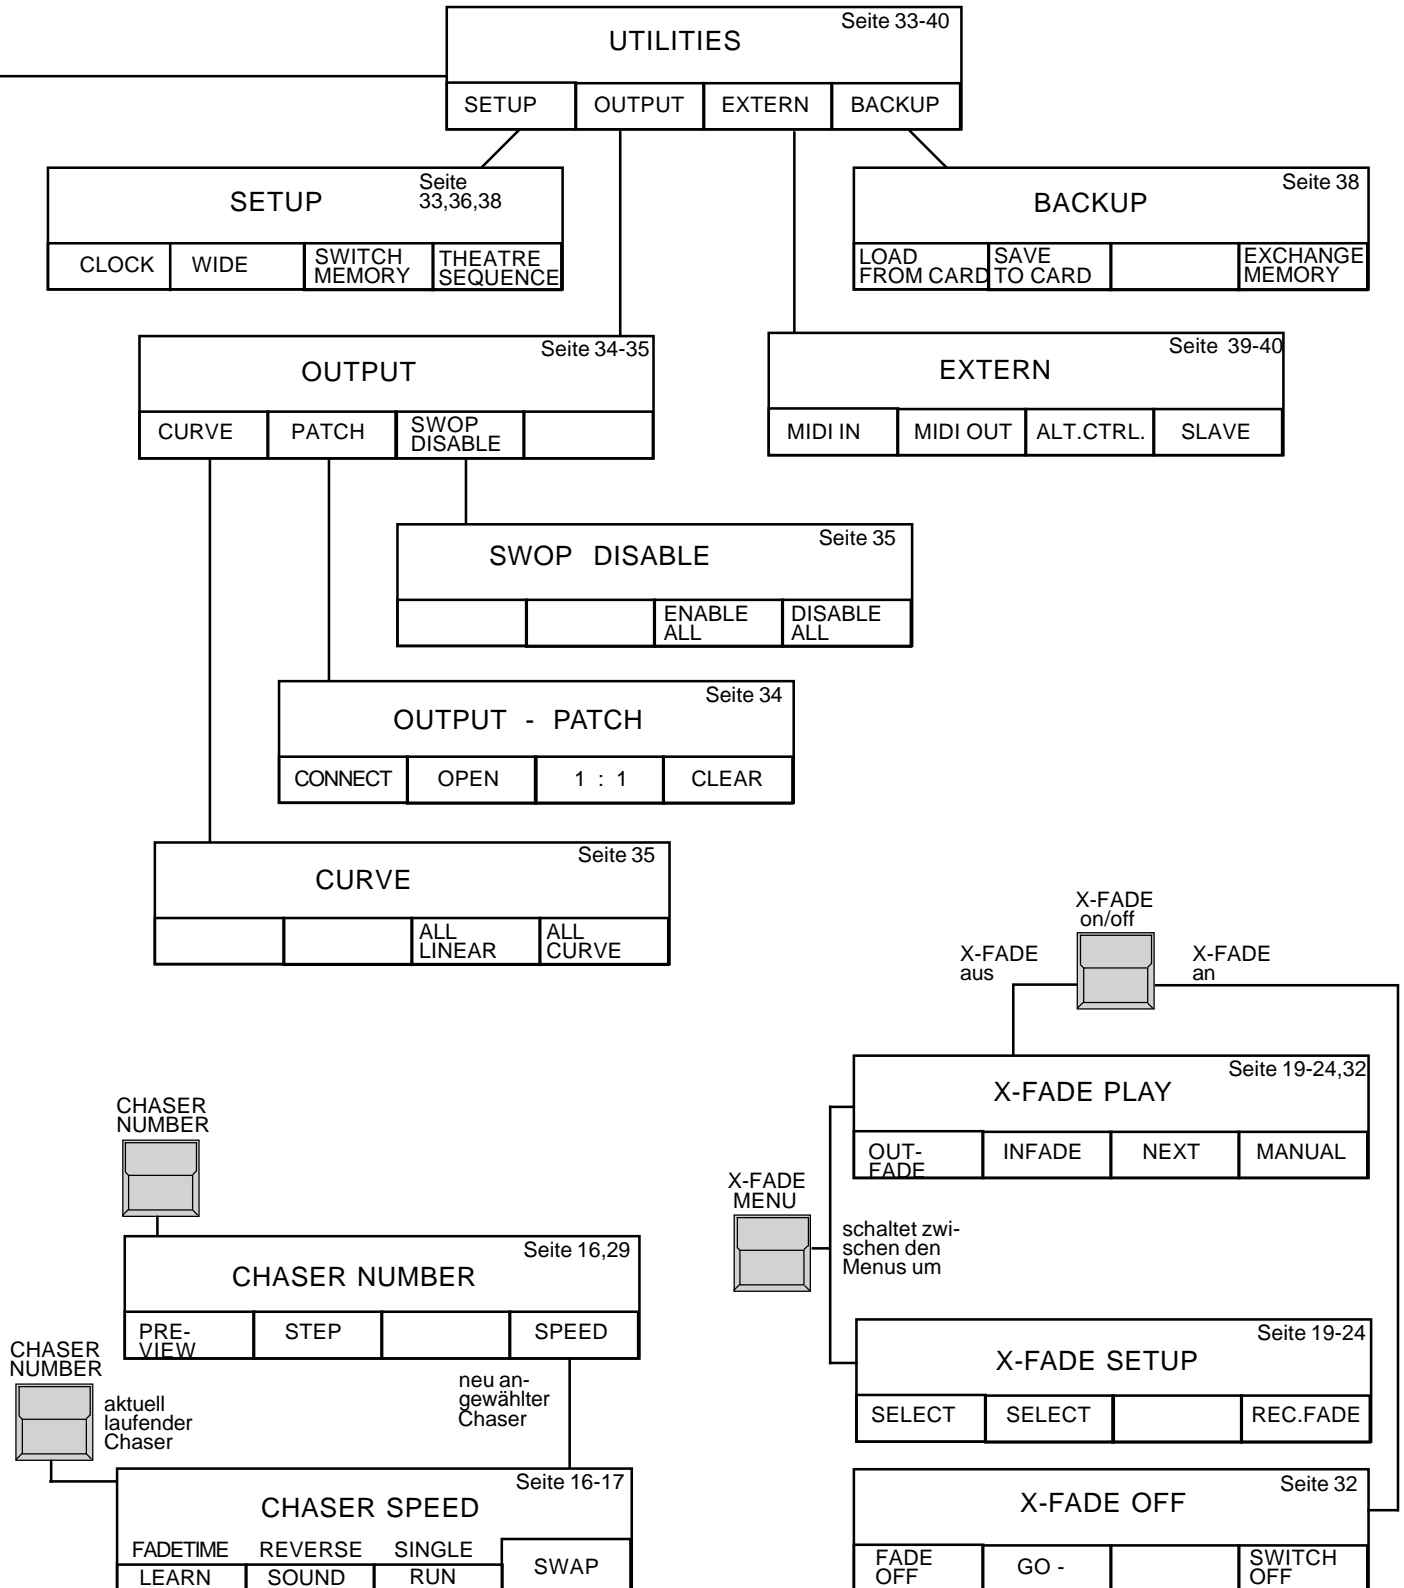 Seite 33-40
UTILITIES
SETUP OUTPUT EXTERN BACKUP
Seite
33,36,38
SETUP
CLOCK WIDE SWITCH
MEMORY THEATRE
SEQUENCE
Seite 38
BACKUP
LOAD
FROM CARD SAVE
TO CARD EXCHANGE
MEMORY
Seite 34-35
OUTPUT
CURVE PATCH SWOP
DISABLE
Seite 39-40
EXTERN
MIDI IN MIDI OUT ALT.CTRL. SLAVE
Seite 35
SWOP DISABLE
ENABLE
ALL DISABLE
ALL
Seite 34
OUTPUT - PATCH
CONNECT OPEN 1 : 1 CLEAR
Seite 35
CURVE
ALL
LINEAR ALL
CURVE
X-FADE
on/off
X-FADE
aus
X-FADE
an
Seite 19-24,32
X-FADE PLAY
OUT-
FADE INFADE NEXT MANUAL
X-FADE
MENU
schaltet zwi-
schen den
Menus um
Seite 19-24
X-FADE SETUP
SELECT SELECT REC.FADE
Seite 32
X-FADE OFF
FADE
OFF GO - SWITCH
OFF
CHASER
NUMBER
Seite 16,29
CHASER NUMBER
PRE-
VIEW STEP SPEED
CHASER
NUMBER
aktuell
laufender
Chaser
neu an-
gewählter
Chaser
Seite 16-17
CHASER SPEED
FADETIME REVERSE SINGLE
LEARN SOUND RUN SWAP